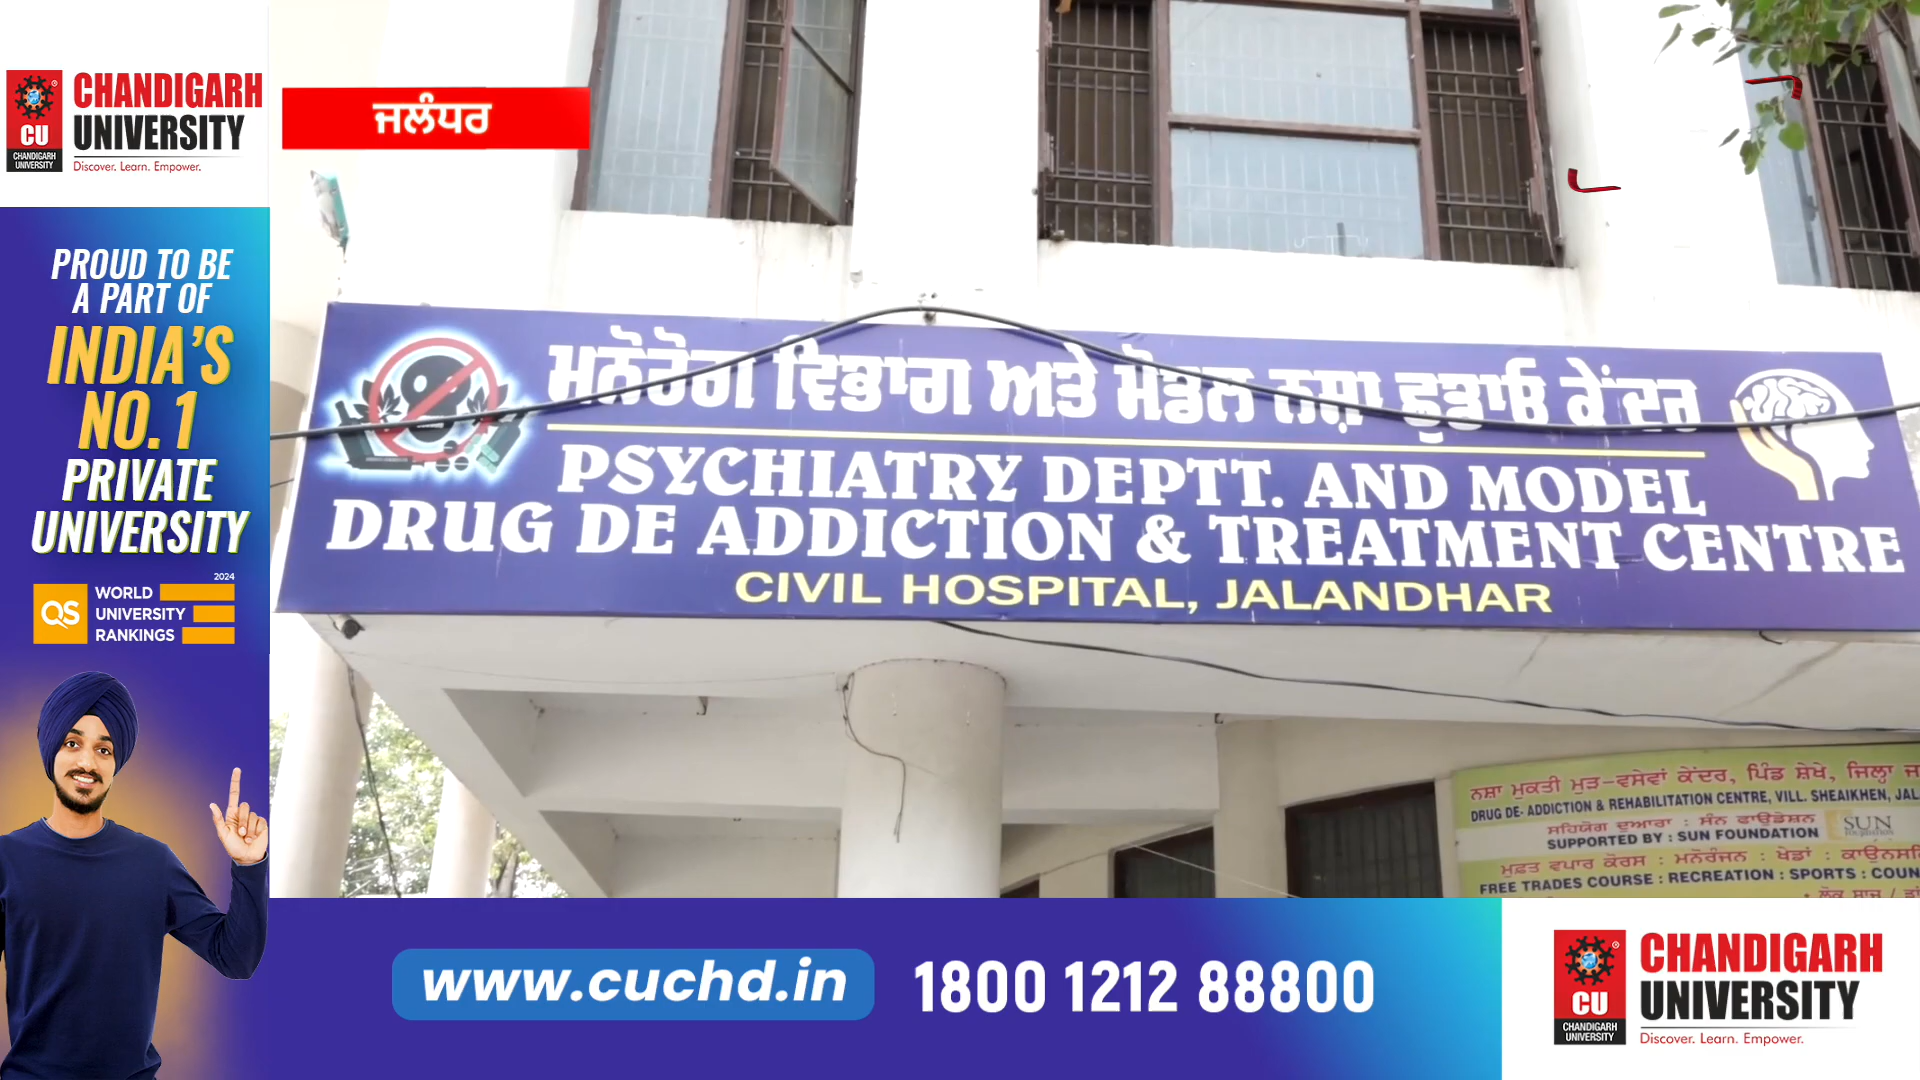 CHANDIGARH
UNIVERSITY
Discover. Learn. Empower.
CU
CHANDIGARH
UNIVERSITY
ਜਲੰਧਰ
PROUD TO BE
A PART OF
INDIA'S
NO. 1
PRIVATE
UNIVERSITY
2024
QS
WORLD
UNIVERSITY
RANKINGS
ਮਨੋਰੋਗ ਵਿਭਾਗ ਅਤੇ ਮੋਡਲ ਨਸ਼ਾ ਛੁਡਾਓ ਕੇਂਦਰ
PSYCHIATRY DEPTT. AND MODEL
DRUG DE ADDICTION & TREATMENT CENTRE
CIVIL HOSPITAL, JALANDHAR
ਨਸ਼ਾ ਮੁਕਤੀ ਮੁੜ-ਵਸੇਵਾਂ ਕੇਂਦਰ, ਪਿੰਡ ਸ਼ੇਖੇ, ਜਿਲ੍ਹਾ
DRUG DE- ADDICTION & REHABILITATION CENTRE, VILL. SHEAIKHEN, JAL
ਸਹਿਯੋਗ ਦੁਆਰਾ : ਸੰਨ ਫਾਊਡੇਸ਼ਨ
SUPPORTED BY : SUN FOUNDATION
SUN
FOUNDATION
ਮੁਫ਼ਤ ਵਪਾਰ ਕੋਰਸ : ਮਨੋਰੰਜਨ : ਖੇਡਾਂ :
FREE TRADES COURSE : RECREATION : SPORTS : COUN
www.cuchd.in
1800 1212 88800
CU
CHANDIGARH
UNIVERSITY
CHANDIGARH
UNIVERSITY
Discover. Learn. Empower.